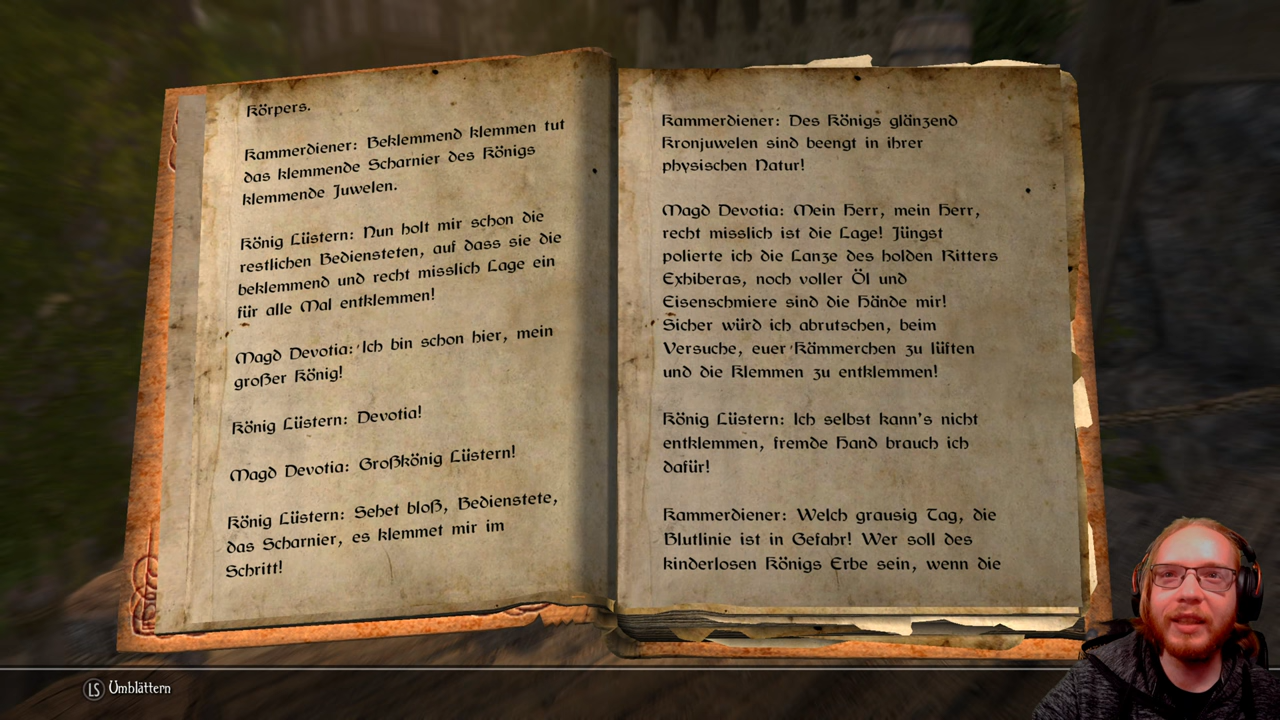 Körpers.
Kammerdiener: Beklemmend klemmen tut
das klemmende Scharnier des Königs
klemmende Juwelen.
König Lüstern: Nun holt mir schon die
restlichen Bediensteten, auf dass sie die
beklemmend und recht misslich Lage ein
für alle Mal entklemmen!
Magd Devotia: Ich bin schon hier, mein
großer König!
König Lüstern: Devotia!
Magd Devotia: Großkönig Lüstern!
König Lüstern: Sehet bloß, Bedienstete,
das Scharnier, es klemmet mir im
Schritt!
Kammerdiener: Des Königs glänzend
Kronjuwelen sind beengt in ihrer
physischen Natur!
Magd Devotia: Mein Herr, mein Herr,
recht misslich ist die Lage! Jüngst
polierte ich die Lanze des holden Ritters
Exhiberas, noch voller Öl und
Eisenschmiere sind die Hände mir!
Sicher würd ich abrutschen, beim
Versuche, euer Kämmerchen zu lüften
und die Klemmen zu entklemmen!
König Lüstern: Ich selbst kann's nicht
entklemmen, fremde Hand brauch ich
dafür!
Kammerdiener: Welch grausig Tag, die
Blutlinie ist in Gefahr! Wer soll des
kinderlosen Königs Erbe sein, wenn die
LS Umblättern